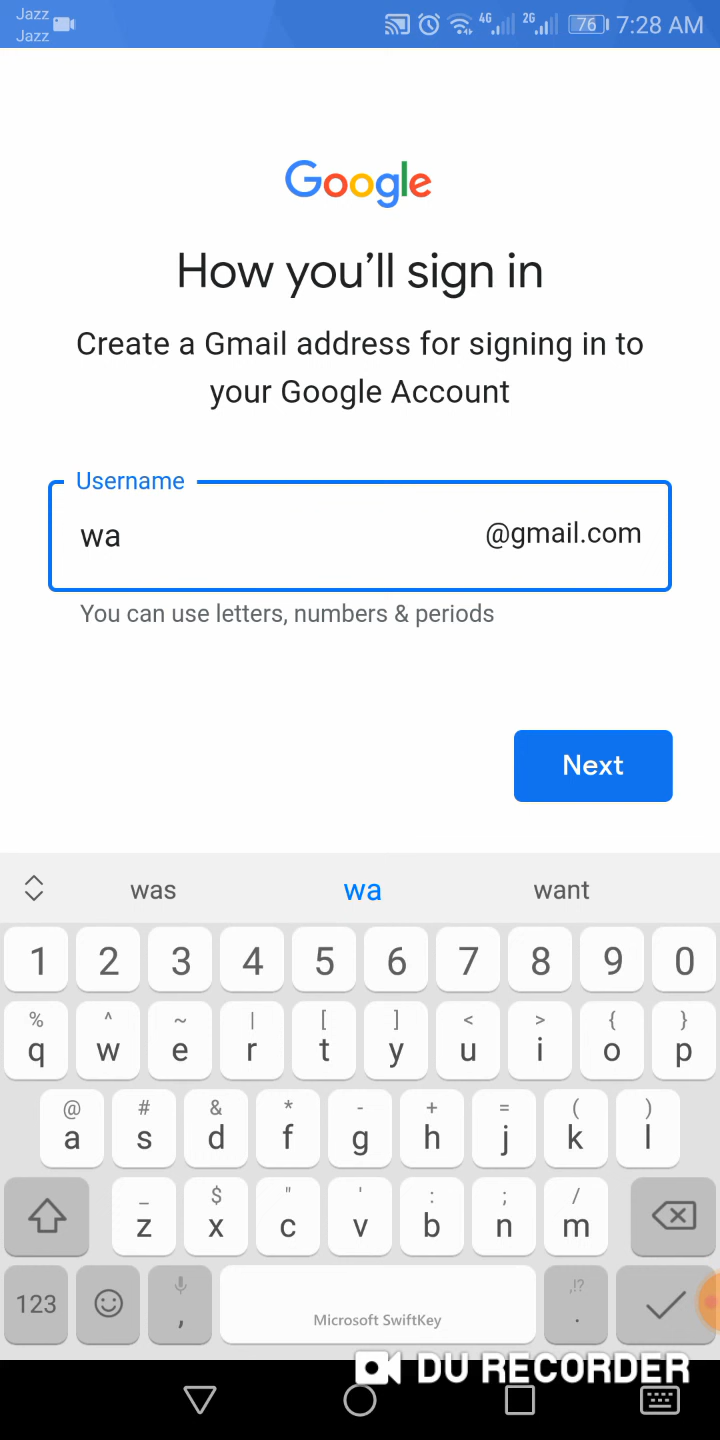 Jazz
Jazz
4G 2G 76 7:28 AM
Google
How you’ll sign in
Create a Gmail address for signing in to
your Google Account
Username
wa @gmail.com
You can use letters, numbers & periods
Next
was wa want
1 2 3 4 5 6 7 8 9 0
% ^ ~ | [ ] < > { }
q w e r t y u i o p
@ # & * - + = ( )
a s d f g h j k l
_ $ " ' : ; /
z x c v b n m
,!?
123 , Microsoft SwiftKey .
DU RECORDER